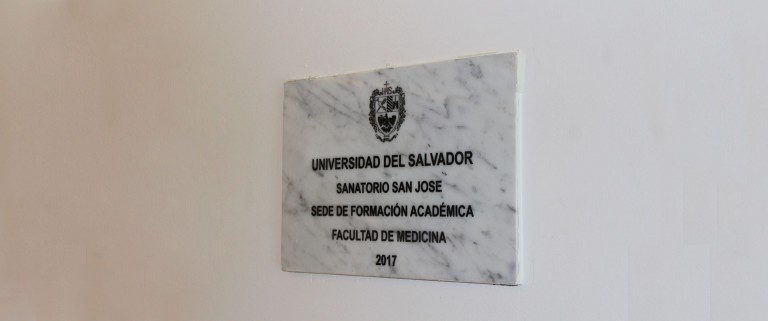 UNIVERSIDAD DEL SALVADOR
SANATORIO SAN JOSE
SEDE DE FORMACIÓN ACADÉMICA
FACULTAD DE MEDICINA
2017